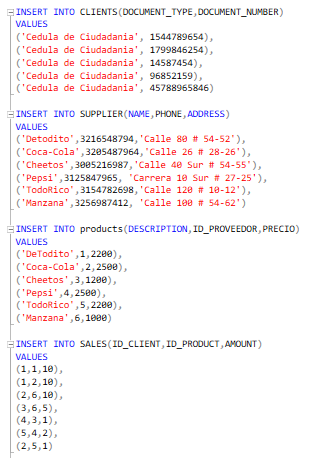 INSERT INTO CLIENTS(DOCUMENT_TYPE,DOCUMENT_NUMBER)
VALUES
('Cedula de Ciudadania', 1544789654),
('Cedula de Ciudadania', 1799846254),
('Cedula de Ciudadania', 14587454),
('Cedula de Ciudadania', 96852159),
('Cedula de Ciudadania', 45788965846)
INSERT INTO SUPPLIER(NAME,PHONE,ADDRESS)
VALUES
('Detodito',3216548794,'Calle 80 # 54-52'),
('Coca-Cola',3205487964,'Calle 26 # 28-26'),
('Cheetos',3005216987,'Calle 40 Sur # 54-55'),
('Pepsi',3125847965, 'Carrera 10 Sur # 27-25'),
('TodoRico',3154782698,'Calle 120 # 10-12'),
('Manzana',3256987412, 'Calle 100 # 54-62')
INSERT INTO products(DESCRIPTION,ID_PROVEEDOR,PRECIO)
VALUES
('DeTodito',1,2200),
('Coca-Cola',2,2500),
('Cheetos',3,1200),
('Pepsi',4,2500),
('TodoRico',5,2200),
('Manzana',6,1000)
INSERT INTO SALES(ID_CLIENT,ID_PRODUCT,AMOUNT)
VALUES
(1,1,10),
(1,2,10),
(2,6,10),
(3,6,5),
(4,3,1),
(5,4,2),
(2,5,1)